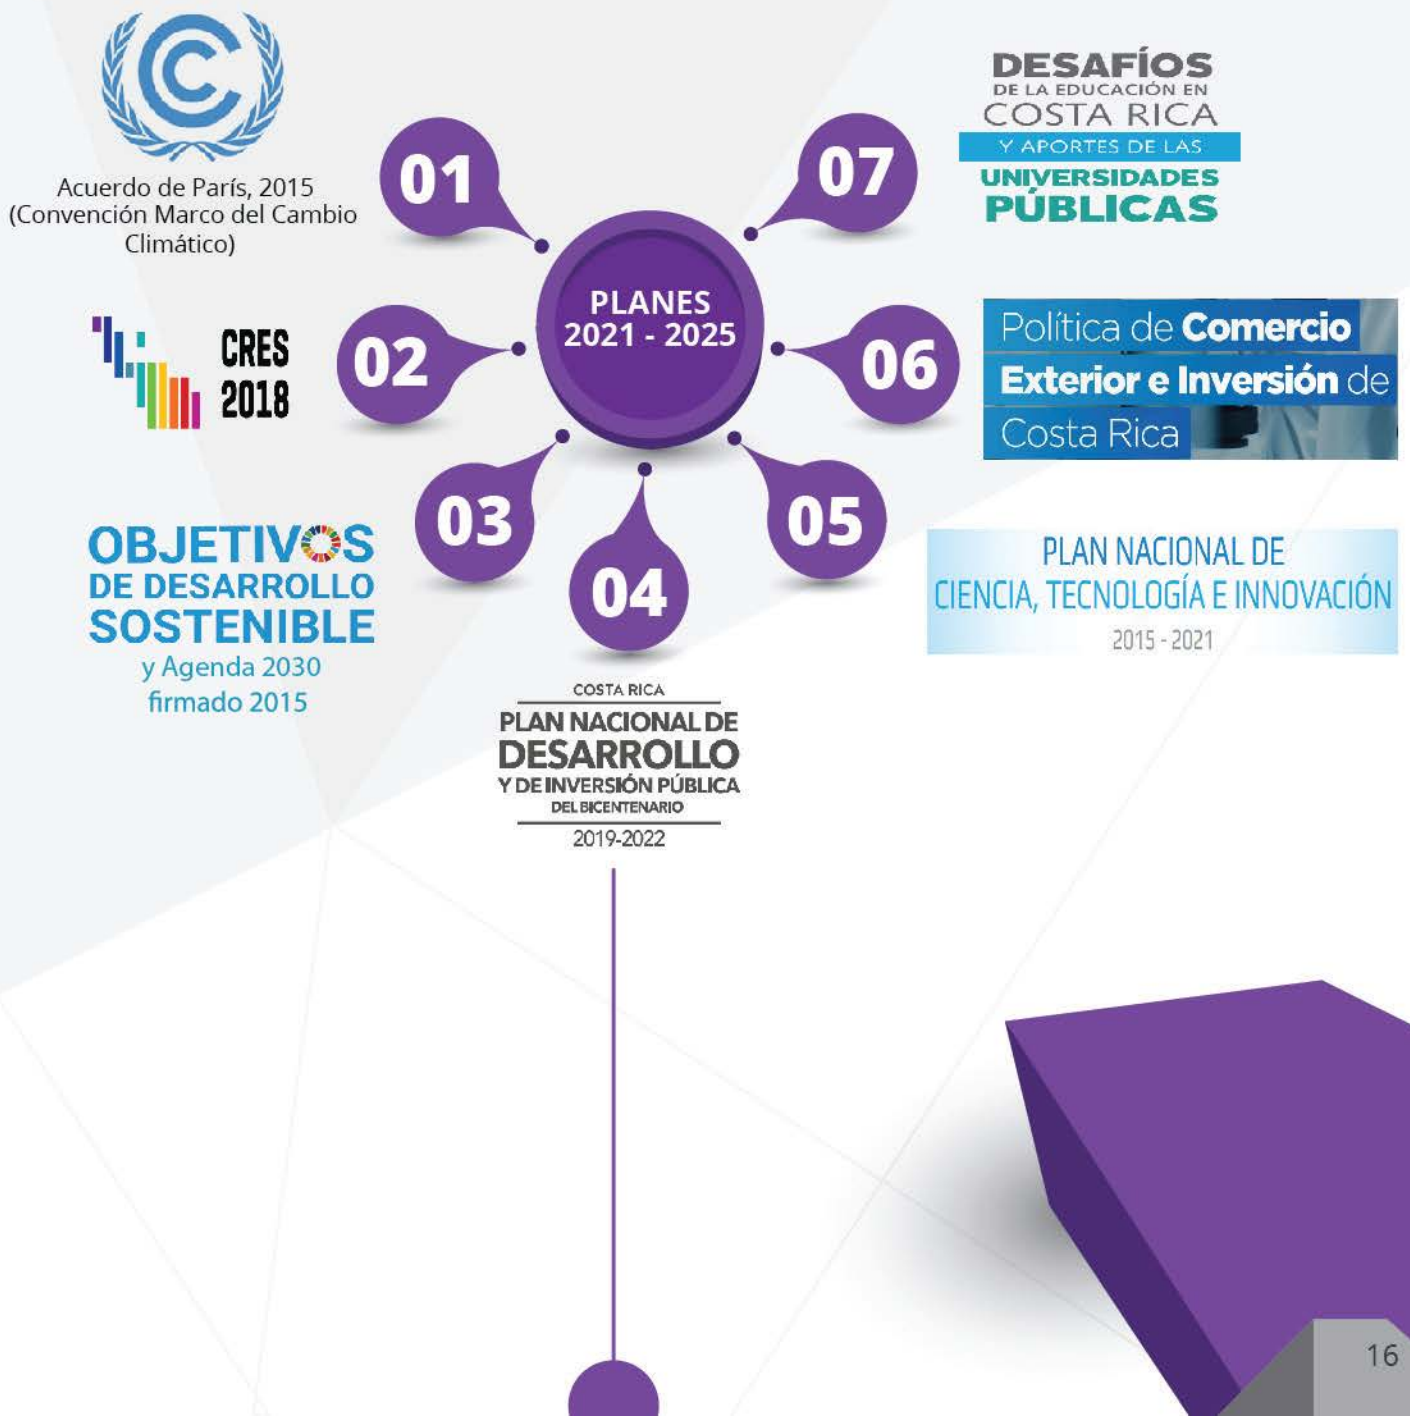 Acuerdo de París, 2015
(Convención Marco del Cambio
Climático)
01
CRES
2018
02
OBJETIVOS
DE DESARROLLO
SOSTENIBLE
y Agenda 2030
firmado 2015
03
PLANES
2021 - 2025
04
COSTA RICA
PLAN NACIONAL DE
DESARROLLO
Y DE INVERSIÓN PÚBLICA
DEL BICENTENARIO
2019-2022
05
PLAN NACIONAL DE
CIENCIA, TECNOLOGÍA E INNOVACIÓN
2015 - 2021
06
Política de Comercio
Exterior e Inversión de
Costa Rica
07
DESAFÍOS
DE LA EDUCACIÓN EN
COSTA RICA
Y APORTES DE LAS
UNIVERSIDADES
PÚBLICAS
16